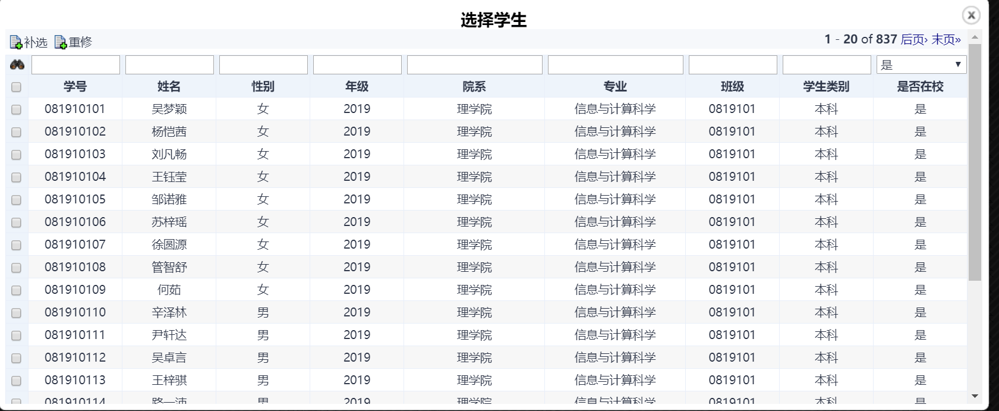 选择学生
补选 重修 1 - 20 of 837 后页› 末页»
是
学号 姓名 性别 年级 院系 专业 班级 学生类别 是否在校
081910101 吴梦颖 女 2019 理学院 信息与计算科学 0819101 本科 是
081910102 杨恺茜 女 2019 理学院 信息与计算科学 0819101 本科 是
081910103 刘凡畅 女 2019 理学院 信息与计算科学 0819101 本科 是
081910104 王钰莹 女 2019 理学院 信息与计算科学 0819101 本科 是
081910105 邹诺雅 女 2019 理学院 信息与计算科学 0819101 本科 是
081910106 苏梓瑶 女 2019 理学院 信息与计算科学 0819101 本科 是
081910107 徐圆源 女 2019 理学院 信息与计算科学 0819101 本科 是
081910108 管智舒 女 2019 理学院 信息与计算科学 0819101 本科 是
081910109 何茹 女 2019 理学院 信息与计算科学 0819101 本科 是
081910110 辛泽林 男 2019 理学院 信息与计算科学 0819101 本科 是
081910111 尹轩达 男 2019 理学院 信息与计算科学 0819101 本科 是
081910112 吴卓言 男 2019 理学院 信息与计算科学 0819101 本科 是
081910113 王梓骐 男 2019 理学院 信息与计算科学 0819101 本科 是
081910114 男 2019 理学院 信息与计算科学 0819101 本科 是